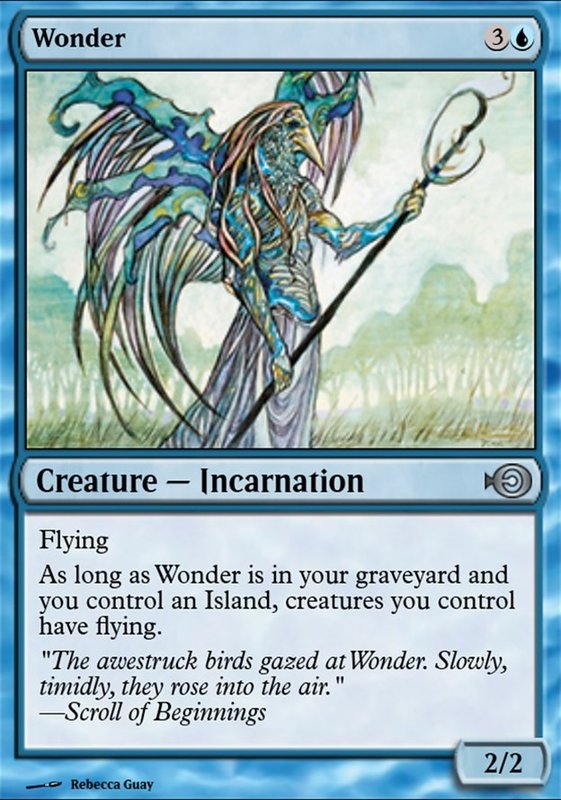 Wonder 3
Creature — Incarnation
Flying
As long as Wonder is in your graveyard and
you control an Island, creatures you control
have flying.
"The awestruck birds gazed at Wonder. Slowly,
timidly, they rose into the air."
—Scroll of Beginnings
2/2
Rebecca Guay